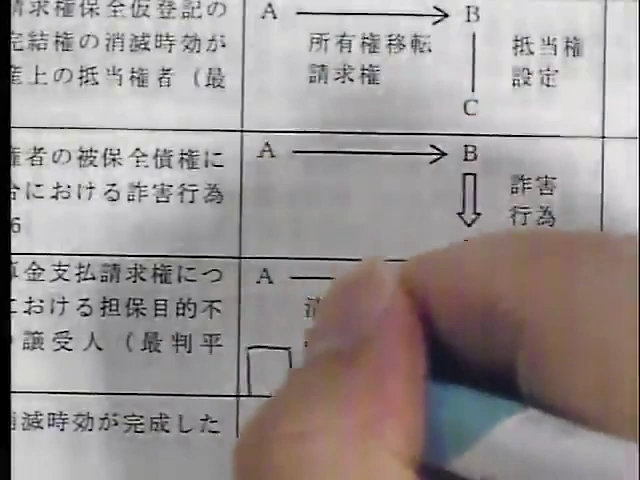 請求権保全仮登記の
完結権の消滅時効が
産上の抵当権者（最
A B
所有権移転
請求権
抵当権
設定
C
権者の被保全債権に
合における詐害行為
6
A B
詐害
行為
金支払請求権につ
における担保目的不
譲受人（最判平
A
滅時効が完成した